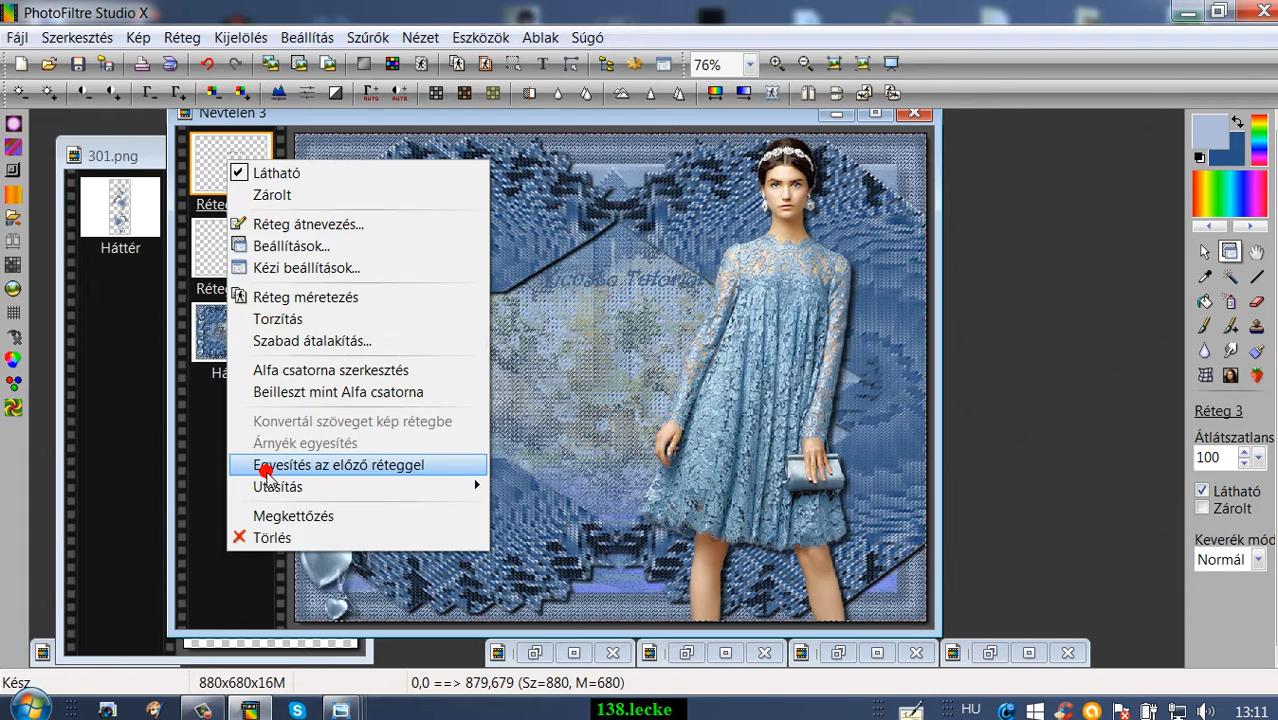 PhotoFiltre Studio X
Fájl Szerkesztés Kép Réteg Kijelölés Beállítás Szúrők Nézet Eszközök Ablak Súgó
76%
Névtelen 3
301.png
Háttér
Látható
Zárolt
Réteg átnevezés...
Beállítások...
Kézi beállítások...
Réteg méretezés
Torzítás
Szabad átalakítás...
Alfa csatorna szerkesztés
Beilleszt mint Alfa csatorna
Konvertál szöveget kép rétegbe
Árnyék egyesítés
Egyesítés az előző réteggel
Utasítás
Megkettőzés
Törlés
Réteg 3
Átlátszatlans
100
Látható
Zárolt
Keverék mód
Normál
Kész 880x680x16M 0,0 ==> 879,679 (Sz=880, M=680)
138.lecke
HU 13:11